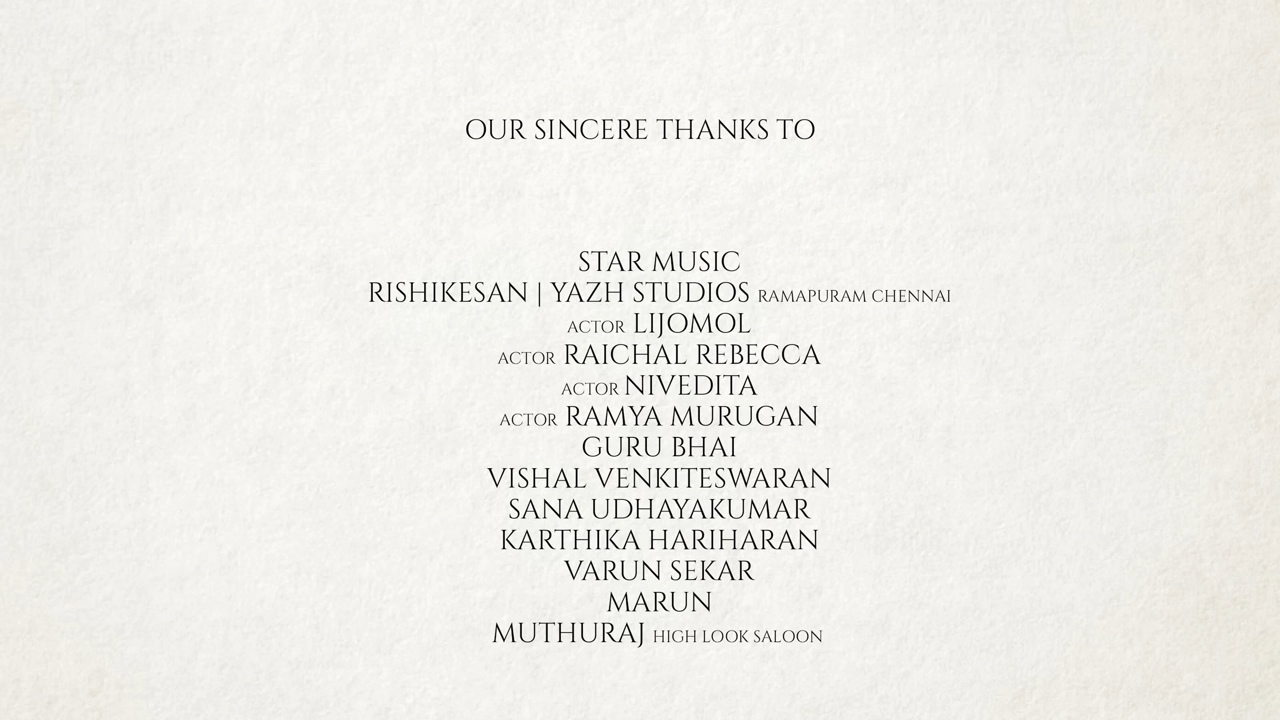 OUR SINCERE THANKS TO
STAR MUSIC
RISHIKESAN | YAZH STUDIOS RAMAPURAM CHENNAI
ACTOR LIJOMOL
ACTOR RAICHAL REBECCA
ACTOR NIVEDITA
ACTOR RAMYA MURUGAN
GURU BHAI
VISHAL VENKITESWARAN
SANA UDHAYAKUMAR
KARTHIKA HARIHARAN
VARUN SEKAR
MARUN
MUTHURAJ HIGH LOOK SALOON